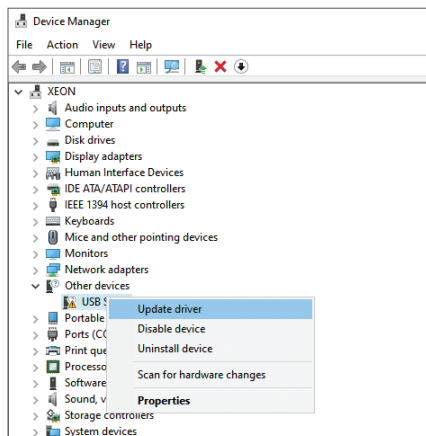 Device Manager
File Action View Help
XEON
Audio inputs and outputs
Computer
Disk drives
Display adapters
Human Interface Devices
IDE ATA/ATAPI controllers
IEEE 1394 host controllers
Keyboards
Mice and other pointing devices
Monitors
Network adapters
Other devices
USB S
Update driver
Portable
Disable device
Ports (CO
Uninstall device
Print que
Processo
Scan for hardware changes
Software
Properties
Sound, v
Storage controllers
System devices